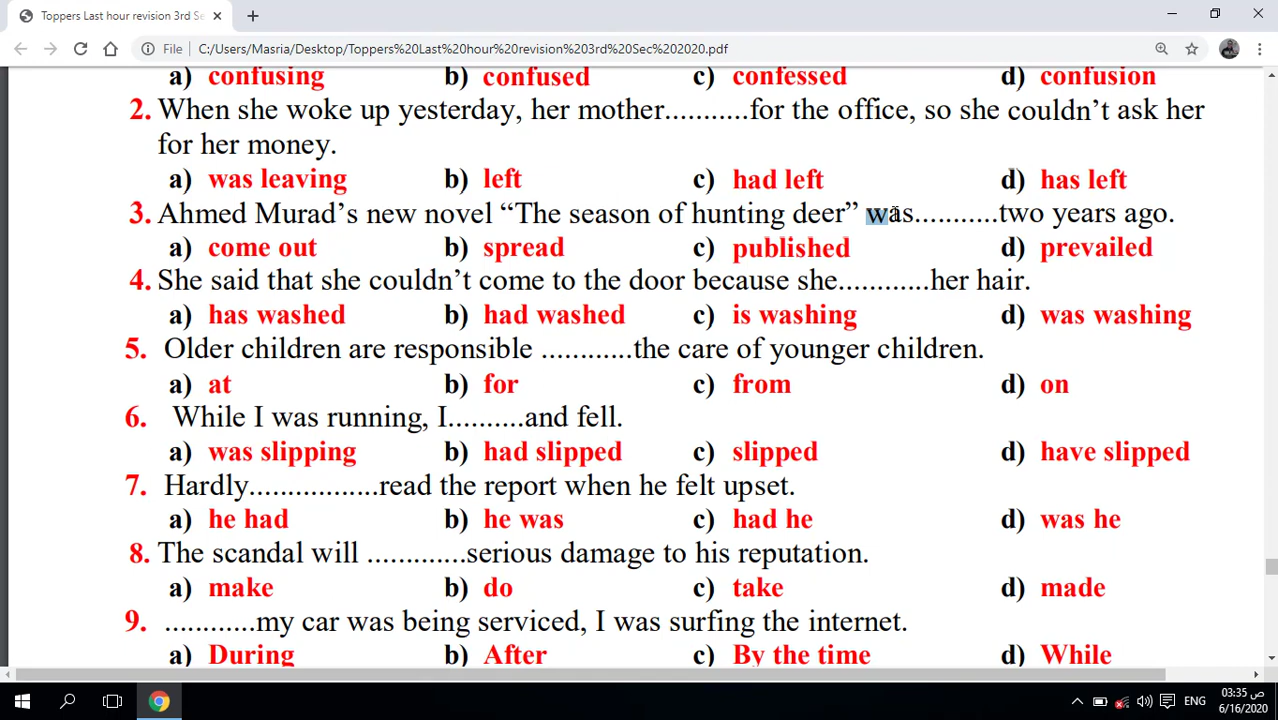 Toppers Last hour revision 3rd Se
File C:/Users/Masria/Desktop/Toppers%20Last%20hour%20revision%203rd%20Sec%202020.pdf
a) confusing b) confused c) confessed d) confusion
2. When she woke up yesterday, her mother...........for the office, so she couldn’t ask her
for her money.
a) was leaving b) left c) had left d) has left
3. Ahmed Murad’s new novel “The season of hunting deer” was...........two years ago.
a) come out b) spread c) published d) prevailed
4. She said that she couldn’t come to the door because she............her hair.
a) has washed b) had washed c) is washing d) was washing
5. Older children are responsible ............the care of younger children.
a) at b) for c) from d) on
6. While I was running, I..........and fell.
a) was slipping b) had slipped c) slipped d) have slipped
7. Hardly.................read the report when he felt upset.
a) he had b) he was c) had he d) was he
8. The scandal will .............serious damage to his reputation.
a) make b) do c) take d) made
9. ............my car was being serviced, I was surfing the internet.
a) During b) After c) By the time d) While
ENG
03:35 ص
6/16/2020